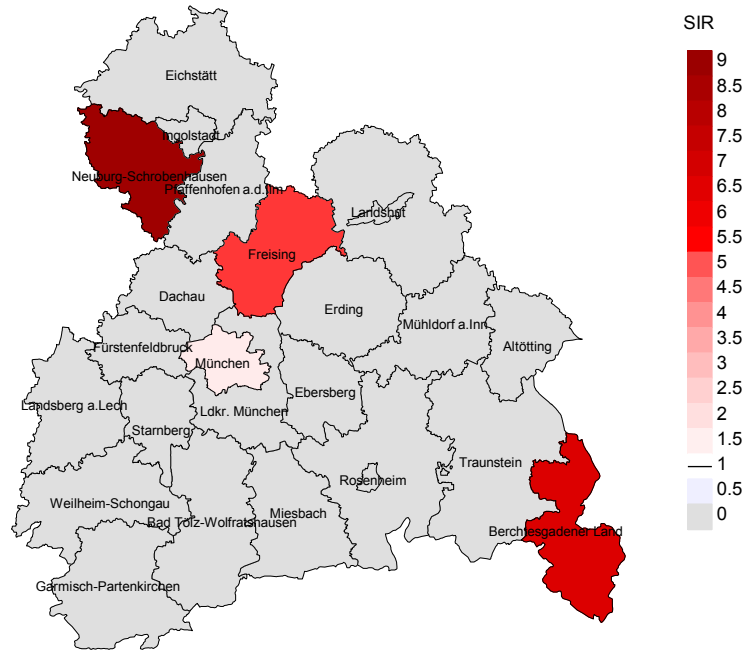 SIR
Eichstätt
Ingolstadt
Neuburg-Schrobenhausen
Pfaffenhofen a.d.Ilm
Landshut
Freising
Dachau
Erding
Mühldorf a.Inn
Altötting
Fürstenfeldbruck
München
Ebersberg
Landsberg a.Lech
Ldkr. München
Starnberg
Traunstein
Rosenheim
Weilheim-Schongau
Miesbach
Bad Tölz-Wolfratshausen
Berchtesgadener Land
Garmisch-Partenkirchen
9
8.5
8
7.5
7
6.5
6
5.5
5
4.5
4
3.5
3
2.5
2
1.5
1
0.5
0